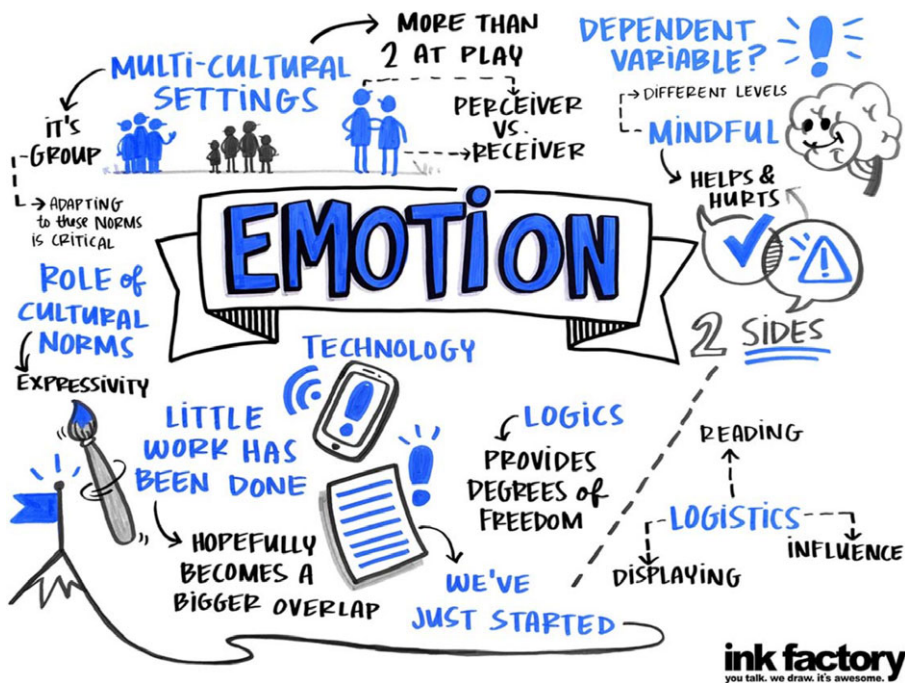 MULTI-CULTURAL
SETTINGS
MORE THAN
2 AT PLAY
PERCEIVER
VS.
RECEIVER
IT'S
GROUP
ADAPTING
to these NORMS
is CRITICAL
DEPENDENT
VARIABLE?
DIFFERENT LEVELS
MINDFUL
HELPS &
HURTS
2 SIDES
EMOTION
ROLE of
CULTURAL
NORMS
EXPRESSIVITY
TECHNOLOGY
LITTLE
WORK HAS
BEEN DONE
HOPEFULLY
BECOMES A
BIGGER OVERLAP
LOGICS
PROVIDES
DEGREES of
FREEDOM
WE'VE
JUST STARTED
READING
LOGISTICS
DISPLAYING
INFLUENCE
ink factory
you talk. we draw. it's awesome.